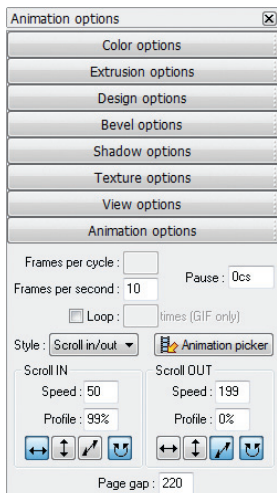 Animation options
Color options
Extrusion options
Design options
Bevel options
Shadow options
Texture options
View options
Animation options
Frames per cycle :
Pause : 0cs
Frames per second : 10
Loop : times (GIF only)
Style : Scroll in/out Animation picker
Scroll IN Scroll OUT
Speed : 50 Speed : 199
Profile : 99% Profile : 0%
Page gap : 220